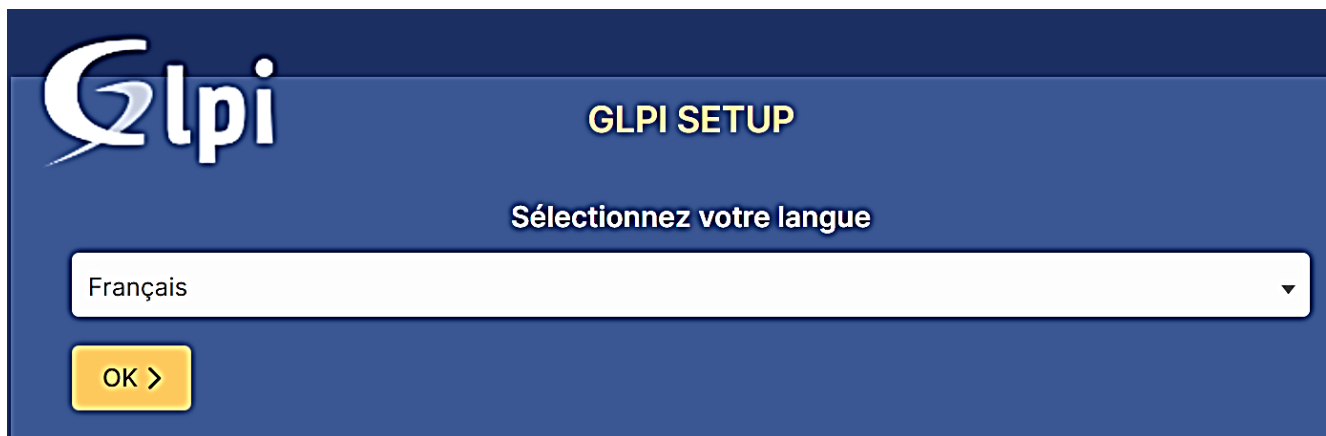 Glpi
GLPI SETUP
Sélectionnez votre langue
Français
OK